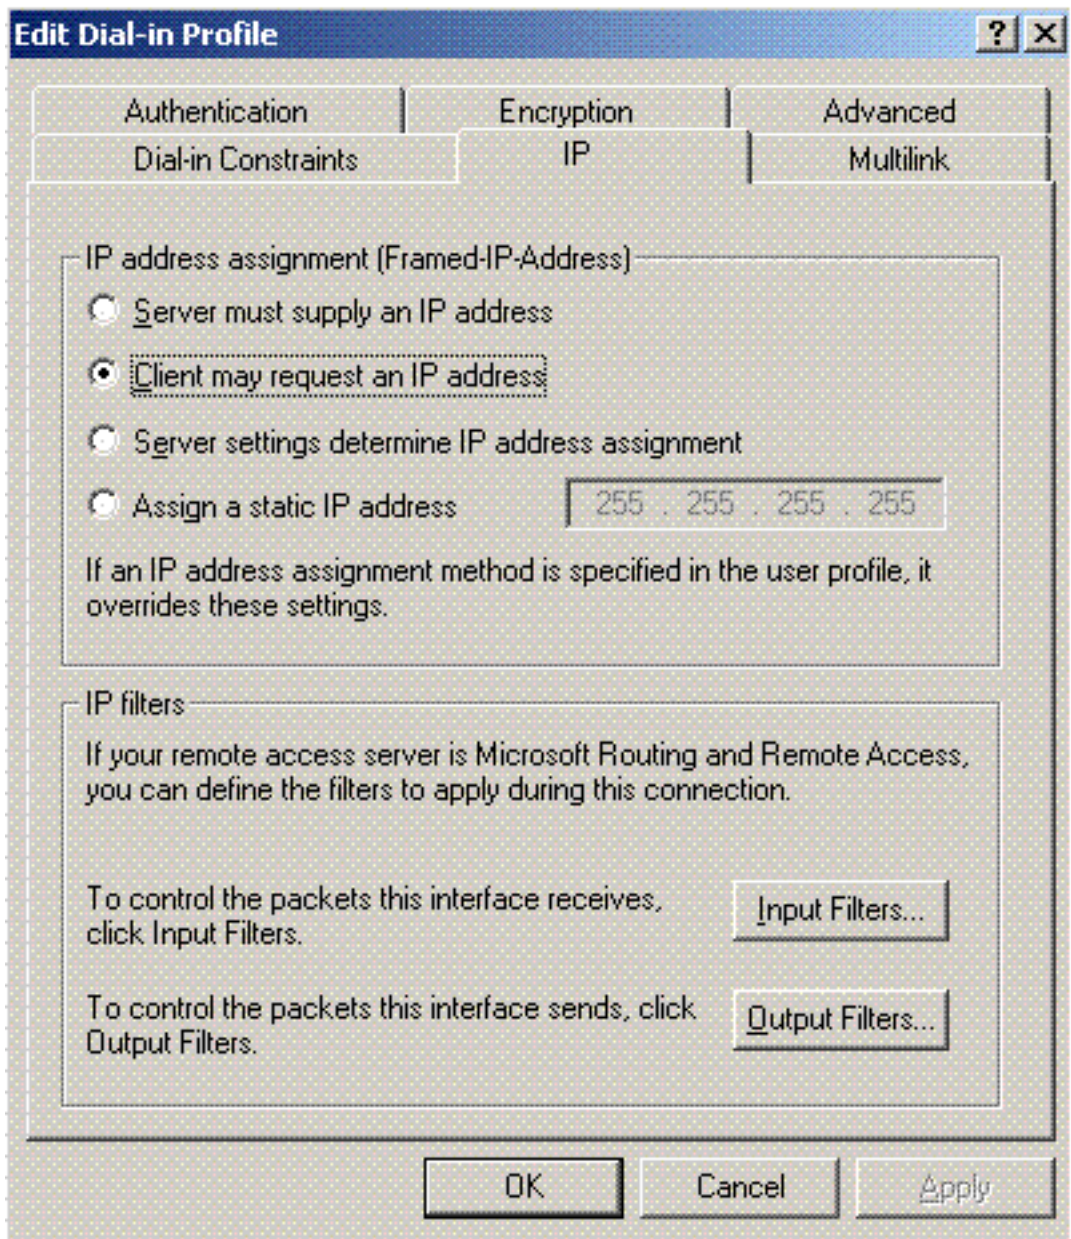 Edit Dial-in Profile
Authentication Encryption Advanced
Dial-in Constraints IP Multilink
IP address assignment (Framed-IP-Address)
Server must supply an IP address
Client may request an IP address
Server settings determine IP address assignment
Assign a static IP address 255 . 255 . 255 . 255
If an IP address assignment method is specified in the user profile, it
overrides these settings.
IP filters
If your remote access server is Microsoft Routing and Remote Access,
you can define the filters to apply during this connection.
To control the packets this interface receives,
click Input Filters.
Input Filters...
To control the packets this interface sends, click
Output Filters.
Output Filters...
OK Cancel Apply